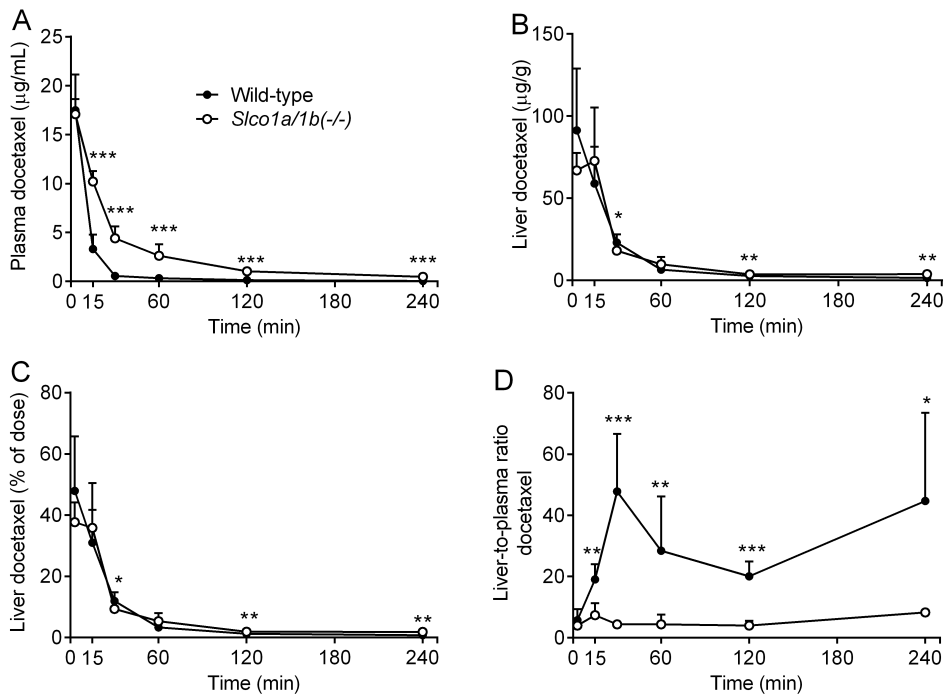 A
Plasma docetaxel (μg/mL)
25
20
15
10
5
0
Wild-type
Slco1a/1b(-/-)
***
***
***
***
***
0 15 60 120 180 240
Time (min)
B
Liver docetaxel (μg/g)
150
100
50
0
*
**
**
0 15 60 120 180 240
Time (min)
C
Liver docetaxel (% of dose)
80
60
40
20
0
*
**
**
0 15 60 120 180 240
Time (min)
D
Liver-to-plasma ratio
docetaxel
80
60
40
20
0
**
***
**
***
*
0 15 60 120 180 240
Time (min)